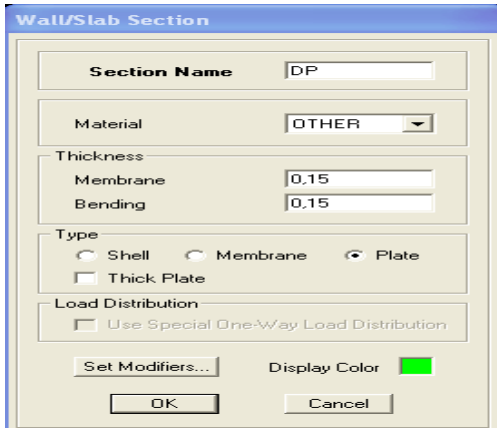 Wall/Slab Section
Section Name DP
Material OTHER
Thickness
Membrane 0,15
Bending 0,15
Type
Shell Membrane Plate
Thick Plate
Load Distribution
Use Special One-Way Load Distribution
Set Modifiers... Display Color
OK Cancel